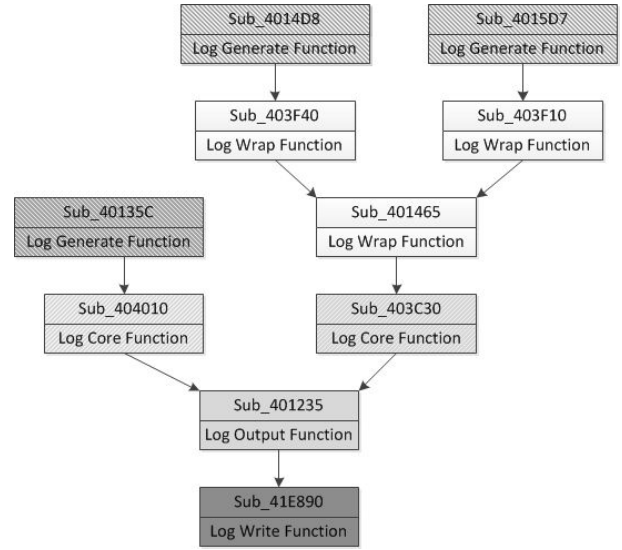 Sub_4014D8
Log Generate Function
Sub_4015D7
Log Generate Function
Sub_403F40
Log Wrap Function
Sub_403F10
Log Wrap Function
Sub_40135C
Log Generate Function
Sub_401465
Log Wrap Function
Sub_404010
Log Core Function
Sub_403C30
Log Core Function
Sub_401235
Log Output Function
Sub_41E890
Log Write Function